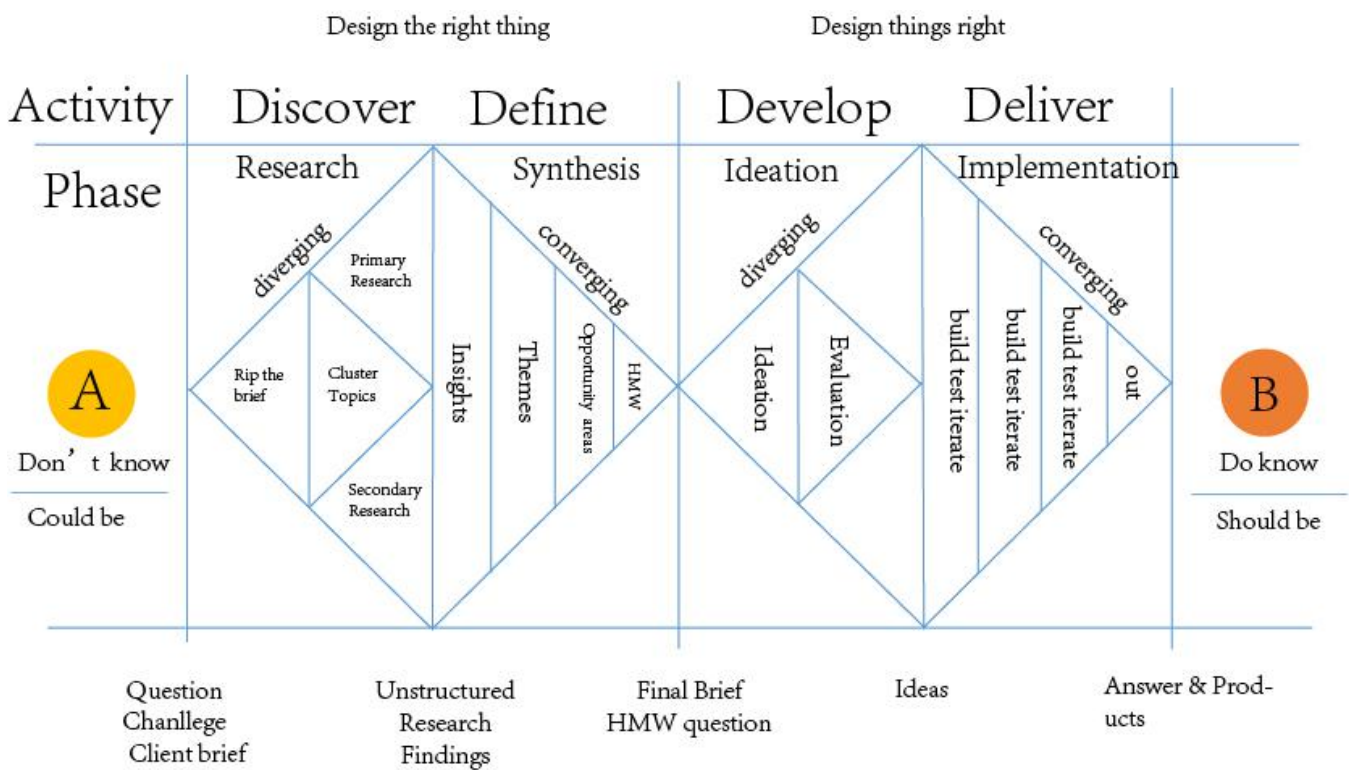 Design the right thing
Design things right
Activity
Discover
Define
Develop
Deliver
Phase
Research
Synthesis
Ideation
Implementation
diverging
converging
diverging
converging
Primary
Research
Rip the
brief
Cluster
Topics
Secondary
Research
Insights
Themes
Opportunity areas
HMW
Ideation
Evaluation
build test iterate
build test iterate
build test iterate
out
A
Don’t know
Could be
B
Do know
Should be
Question
Chanllege
Client brief
Unstructured
Research
Findings
Final Brief
HMW question
Ideas
Answer & Prod-
ucts